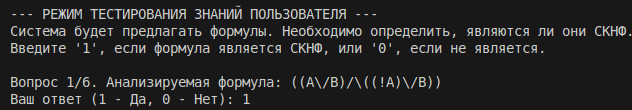 --- РЕЖИМ ТЕСТИРОВАНИЯ ЗНАНИЙ ПОЛЬЗОВАТЕЛЯ ---
Система будет предлагать формулы. Необходимо определить, являются ли они СКНФ.
Введите '1', если формула является СКНФ, или '0', если не является.

Вопрос 1/6. Анализируемая формула: ((A\/B)/\((!A)\/B))
Ваш ответ (1 - Да, 0 - Нет): 1